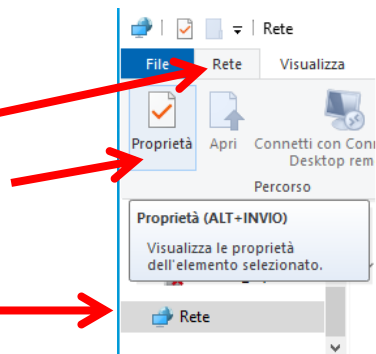 Rete
File Rete Visualizza
Proprietà Apri Connetti con
Desktop rem
Percorso
Proprietà (ALT+INVIO)
Visualizza le proprietà
dell'elemento selezionato.
Rete